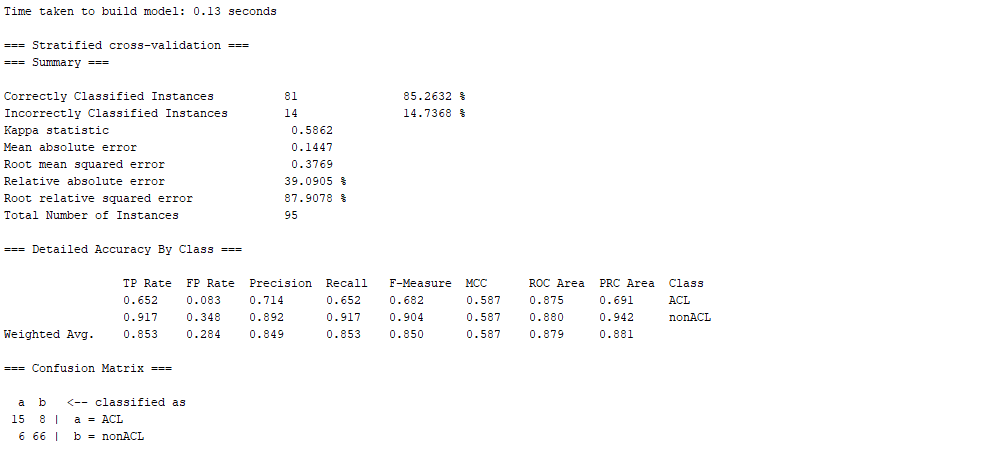 Time taken to build model: 0.13 seconds
=== Stratified cross-validation ===
=== Summary ===
Correctly Classified Instances          81               85.2632 %
Incorrectly Classified Instances        14               14.7368 %
Kappa statistic                          0.5862
Mean absolute error                      0.1447
Root mean squared error                  0.3769
Relative absolute error                 39.0905 %
Root relative squared error             87.9078 %
Total Number of Instances               95
=== Detailed Accuracy By Class ===
                 TP Rate  FP Rate  Precision  Recall   F-Measure  MCC      ROC Area  PRC Area  Class
                 0.652    0.083    0.714      0.652    0.682      0.587    0.875     0.691     ACL
                 0.917    0.348    0.892      0.917    0.904      0.587    0.880     0.942     nonACL
Weighted Avg.    0.853    0.284    0.849      0.853    0.850      0.587    0.879     0.881
=== Confusion Matrix ===
  a  b   <-- classified as
 15  8 |  a = ACL
  6 66 |  b = nonACL